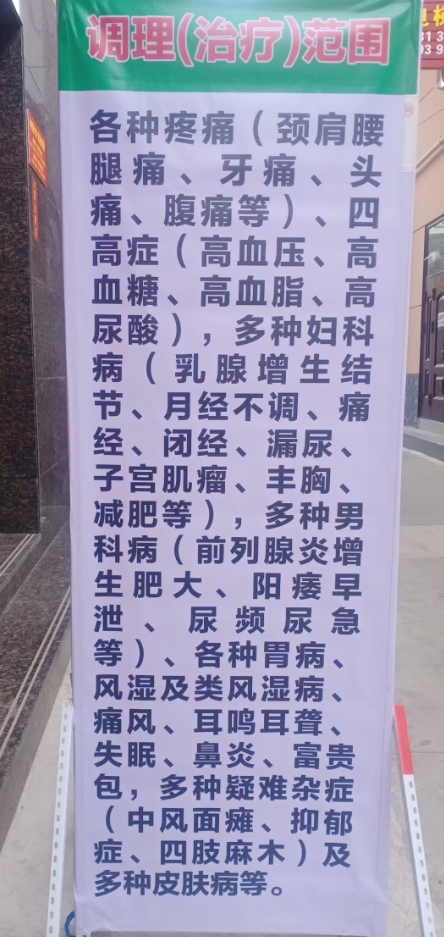 调理(治疗)范围
各种疼痛（颈肩腰
腿痛、牙痛、头
痛、腹痛等）、四
高症（高血压、高
血糖、高血脂、高
尿酸），多种妇科
病（乳腺增生结
节、月经不调、痛
经、闭经、漏尿、
子宫肌瘤、丰胸、
减肥等），多种男
科病（前列腺炎增
生肥大、阳痿早
泄、尿频尿急
等）、各种胃病、
风湿及类风湿病、
痛风、耳鸣耳聋、
失眠、鼻炎、富贵
包，多种疑难杂症
（中风面瘫、抑郁
症、四肢麻木）及
多种皮肤病等。